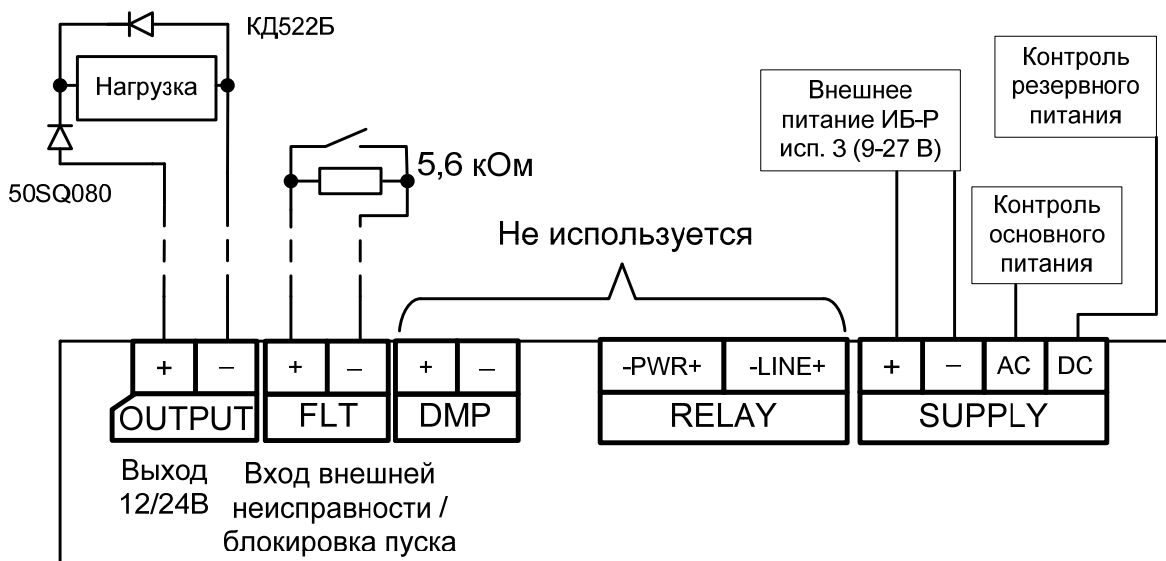 КД522Б
Нагрузка
50SQ080
5,6 кОм
Не используется
Внешнее
питание ИБ-Р
исп. 3 (9-27 В)
Контроль
резервного
питания
Контроль
основного
питания
+ –
OUTPUT
+ –
FLT
+ –
DMP
-PWR+ -LINE+
RELAY
+ – AC DC
SUPPLY
Выход
12/24В
Вход внешней
неисправности /
блокировка пуска